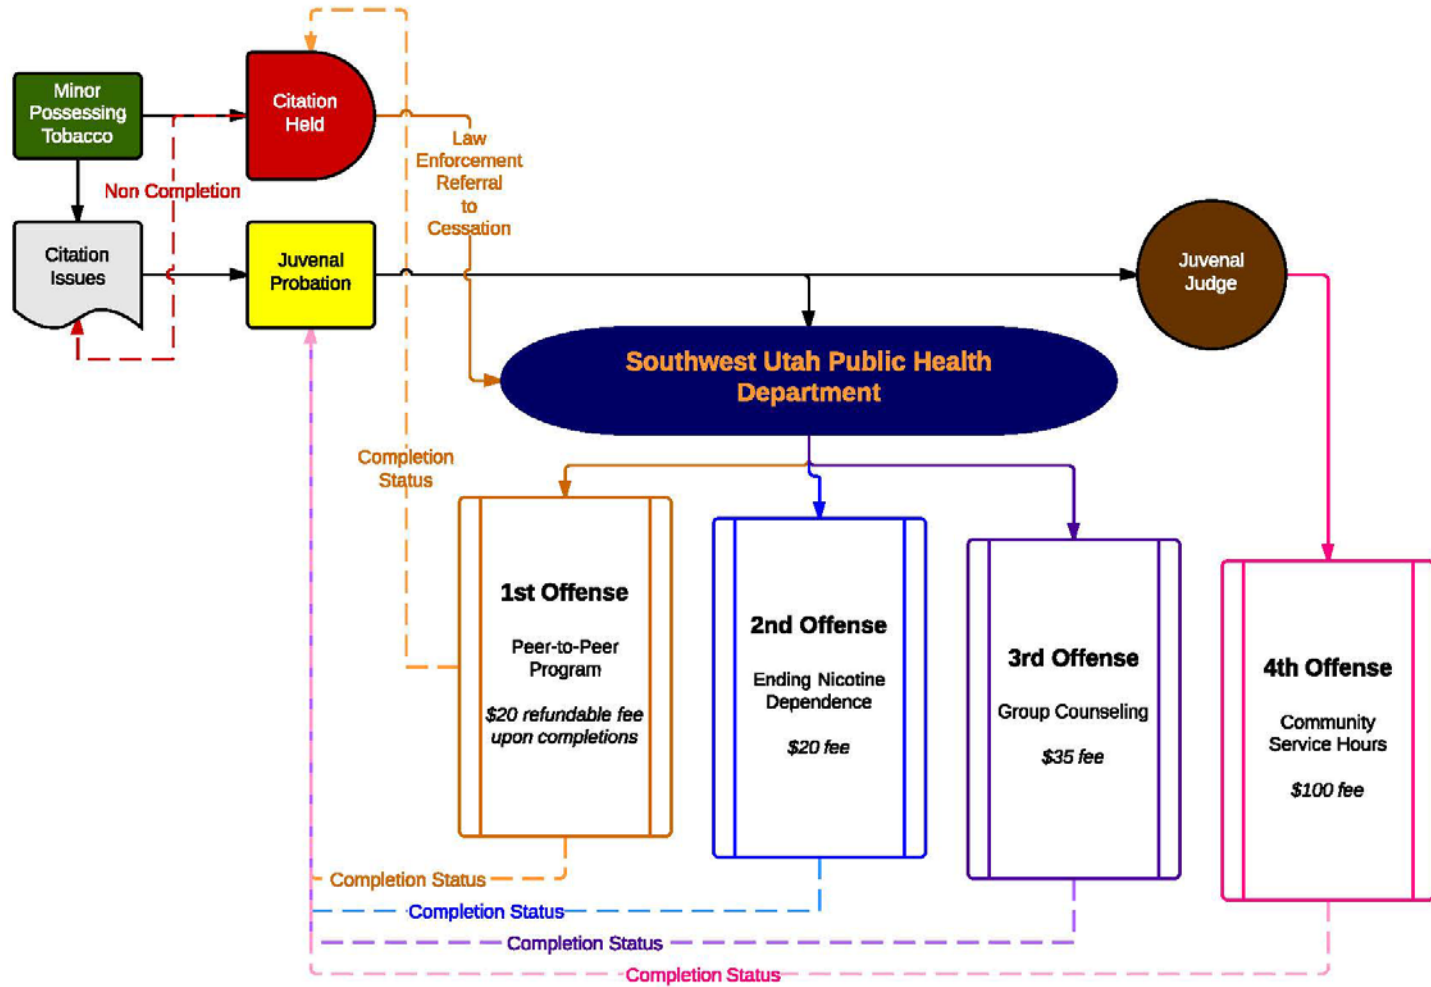 Minor
Possessing
Tobacco
Citation
Held
Law
Enforcement
Referral
to
Cessation
Non Completion
Citation
Issues
Juvenal
Probation
Juvenal
Judge
Southwest Utah Public Health
Department
Completion
Status
1st Offense
Peer-to-Peer
Program
$20 refundable fee
upon completions
2nd Offense
Ending Nicotine
Dependence
$20 fee
3rd Offense
Group Counseling
$35 fee
4th Offense
Community
Service Hours
$100 fee
Completion Status
Completion Status
Completion Status
Completion Status